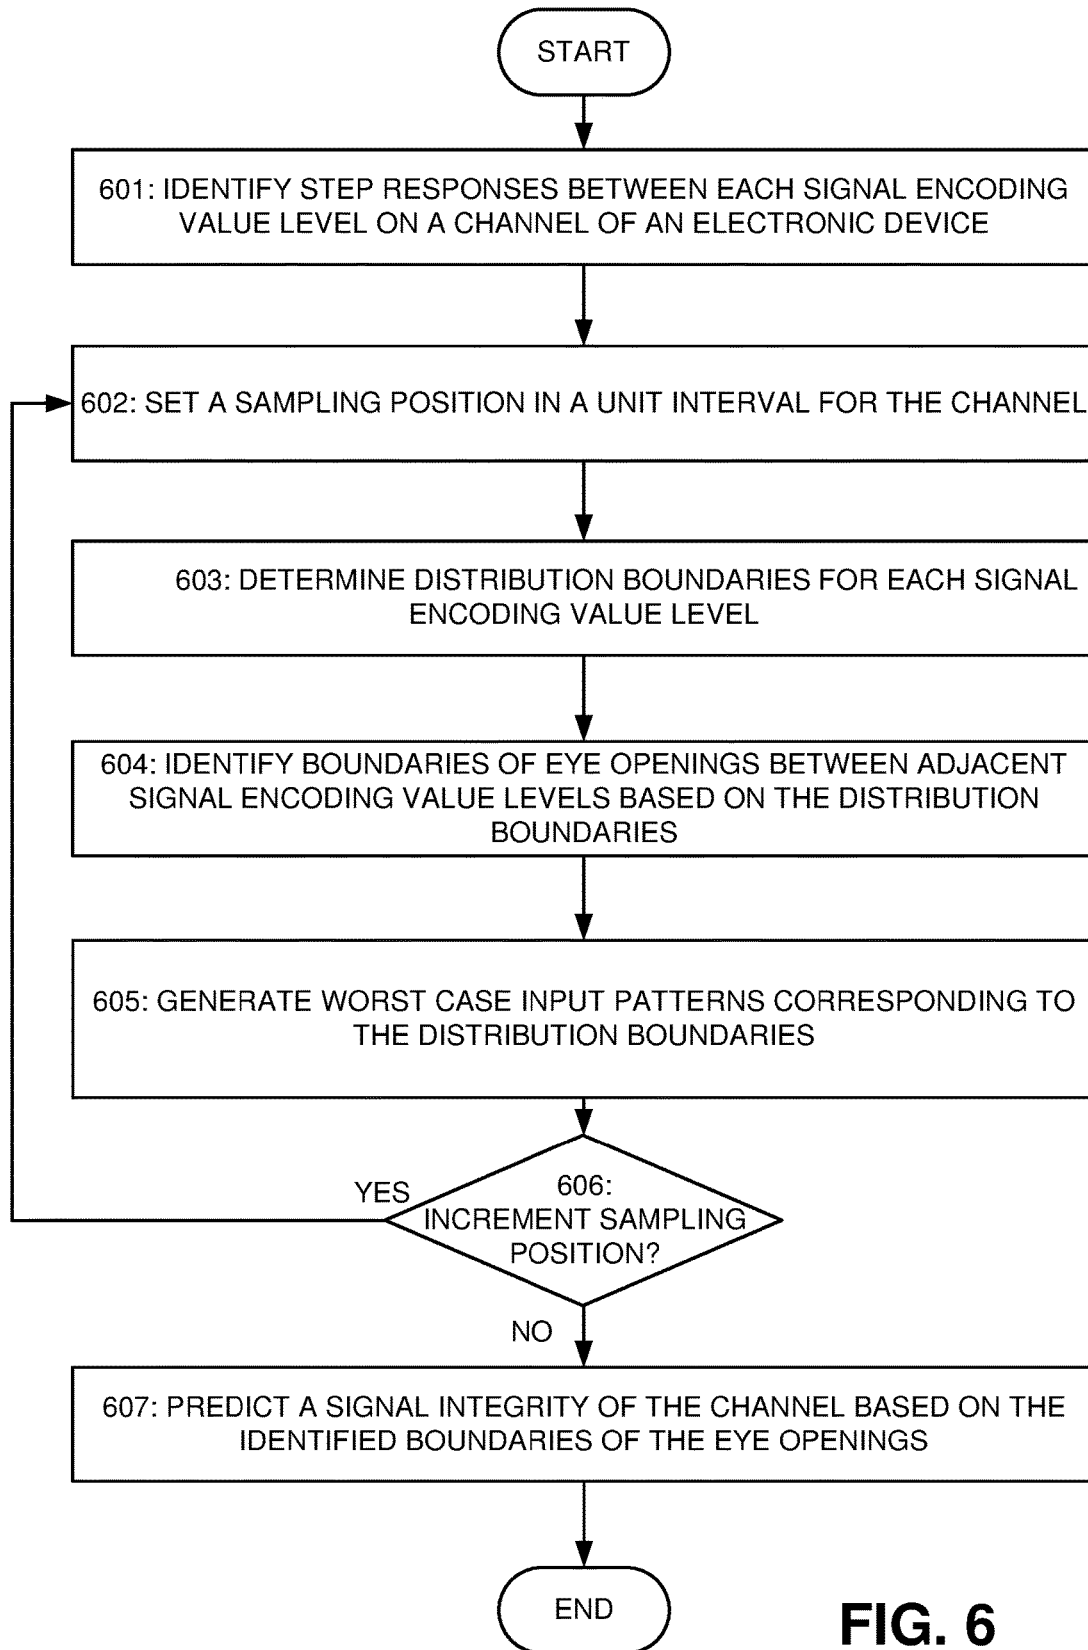 START
601: IDENTIFY STEP RESPONSES BETWEEN EACH SIGNAL ENCODING
VALUE LEVEL ON A CHANNEL OF AN ELECTRONIC DEVICE
602: SET A SAMPLING POSITION IN A UNIT INTERVAL FOR THE CHANNEL
603: DETERMINE DISTRIBUTION BOUNDARIES FOR EACH SIGNAL
ENCODING VALUE LEVEL
604: IDENTIFY BOUNDARIES OF EYE OPENINGS BETWEEN ADJACENT
SIGNAL ENCODING VALUE LEVELS BASED ON THE DISTRIBUTION
BOUNDARIES
605: GENERATE WORST CASE INPUT PATTERNS CORRESPONDING TO
THE DISTRIBUTION BOUNDARIES
YES
606:
INCREMENT SAMPLING
POSITION?
NO
607: PREDICT A SIGNAL INTEGRITY OF THE CHANNEL BASED ON THE
IDENTIFIED BOUNDARIES OF THE EYE OPENINGS
END
FIG. 6